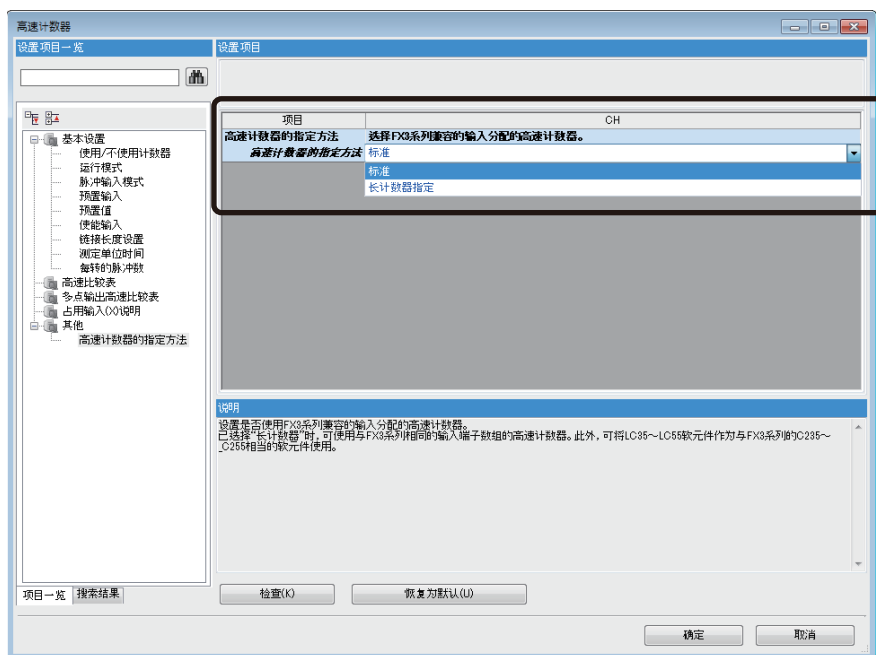 高速计数器
设置项目一览
设置项目
项目
CH
高速计数器的指定方法
选择FX3系列兼容的输入分配的高速计数器。
高速计数器的指定方法
标准
标准
长计数器指定
基本设置
使用/不使用计数器
运行模式
脉冲输入模式
预置输入
预置值
使能输入
链接长度设置
测定单位时间
每转的脉冲数
高速比较表
多点输出高速比较表
占用输入(X)说明
其他
高速计数器的指定方法
说明
设置是否使用FX3系列兼容的输入分配的高速计数器。
已选择"长计数器"时，可使用与FX3系列相同的输入端子数组的高速计数器。此外，可将LC35～LC55软元件作为与FX3系列的C235～
_C255相当的软元件使用。
项目一览
搜索结果
检查(K)
恢复为默认(U)
确定
取消